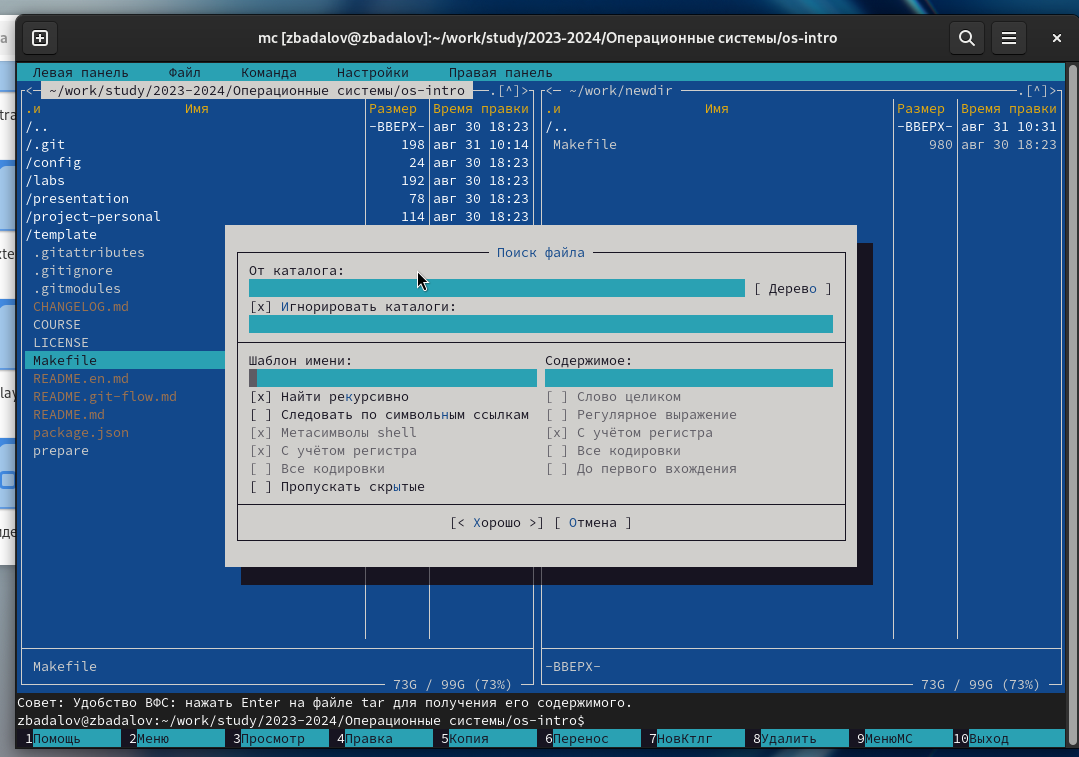 mc [zbadalov@zbadalov]:~/work/study/2023-2024/Операционные системы/os-intro
Левая панель Файл Команда Настройки Правая панель
<─ ~/work/study/2023-2024/Операционные системы/os-intro ─.[^]> <─ ~/work/newdir ─.[^]>
.и Имя Размер Время правки .и Имя Размер Время правки
/.. -ВВЕРХ- авг 30 18:23 /.. -ВВЕРХ- авг 31 10:31
/.git 198 авг 31 10:14 Makefile 980 авг 30 18:23
/config 24 авг 30 18:23
/labs 192 авг 30 18:23
/presentation 78 авг 30 18:23
/project-personal 114 авг 30 18:23
/template
.gitattributes
.gitignore
.gitmodules
CHANGELOG.md
COURSE
LICENSE
Makefile
README.en.md
README.git-flow.md
README.md
package.json
prepare
Поиск файла
От каталога:
[ Дерево ]
[x] Игнорировать каталоги:
Шаблон имени: Содержимое:
[x] Найти рекурсивно [ ] Слово целиком
[ ] Следовать по символьным ссылкам [ ] Регулярное выражение
[x] Метасимволы shell [x] С учётом регистра
[x] С учётом регистра [ ] Все кодировки
[ ] Все кодировки [ ] До первого вхождения
[ ] Пропускать скрытые
[< Хорошо >] [ Отмена ]
Makefile -ВВЕРХ-
73G / 99G (73%) 73G / 99G (73%)
Совет: Удобство ВФС: нажать Enter на файле tar для получения его содержимого.
zbadalov@zbadalov:~/work/study/2023-2024/Операционные системы/os-intro$
1Помощь 2Меню 3Просмотр 4Правка 5Копия 6Перенос 7НовКтлг 8Удалить 9МенюМС 10Выход